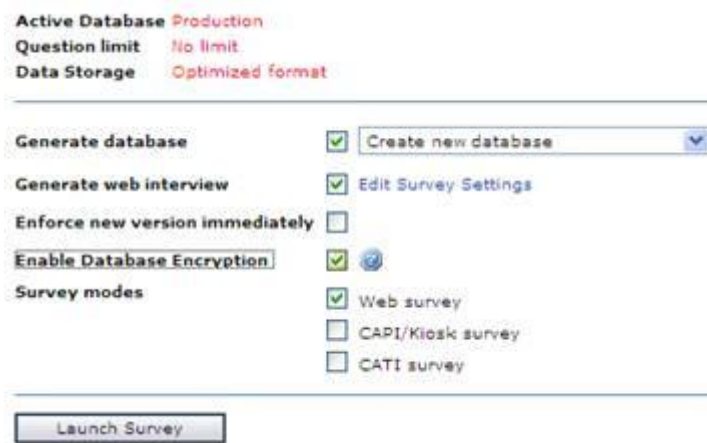 Active Database Production
Question limit No limit
Data Storage Optimized format
Generate database Create new database
Generate web interview Edit Survey Settings
Enforce new version immediately
Enable Database Encryption
Survey modes Web survey
CAPI/Kiosk survey
CATI survey
Launch Survey